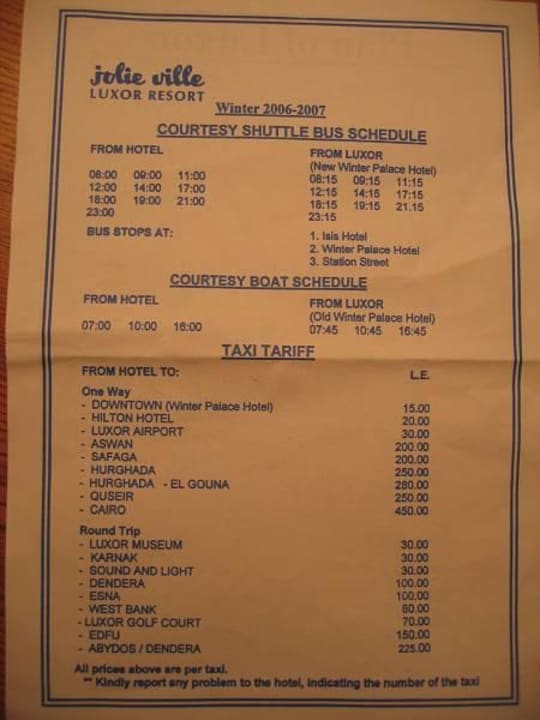 jolie ville
LUXOR RESORT
Winter 2006-2007
COURTESY SHUTTLE BUS SCHEDULE
FROM HOTEL
08:00 09:00 11:00
12:00 14:00 17:00
18:00 19:00 21:00
23:00
FROM LUXOR
(New Winter Palace Hotel)
08:15 09:15 11:15
12:15 14:15 17:15
18:15 19:15 21.15
23:15
BUS STOPS AT:
1. Isis Hotel
2. Winter Palace Hotel
3. Station Street
COURTESY BOAT SCHEDULE
FROM HOTEL
07:00 10:00 16:00
FROM LUXOR
(Old Winter Palace Hotel)
07:45 10:45 16:45
TAXI TARIFF
FROM HOTEL TO: L.E.
One Way
- DOWNTOWN (Winter Palace Hotel) 15.00
- HILTON HOTEL 20.00
- LUXOR AIRPORT 30.00
- ASWAN 200.00
- SAFAGA 200.00
- HURGHADA 250.00
- HURGHADA - EL GOUNA 280.00
- QUSEIR 250.00
- CAIRO 450.00
Round Trip
- LUXOR MUSEUM 30.00
- KARNAK 30.00
- SOUND AND LIGHT 30.00
- DENDERA 100.00
- ESNA 100.00
- WEST BANK 80.00
- LUXOR GOLF COURT 70.00
- EDFU 150.00
- ABYDOS / DENDERA 225.00
All prices above are per taxi.
** Kindly report any problem to the hotel, indicating the number of the taxi